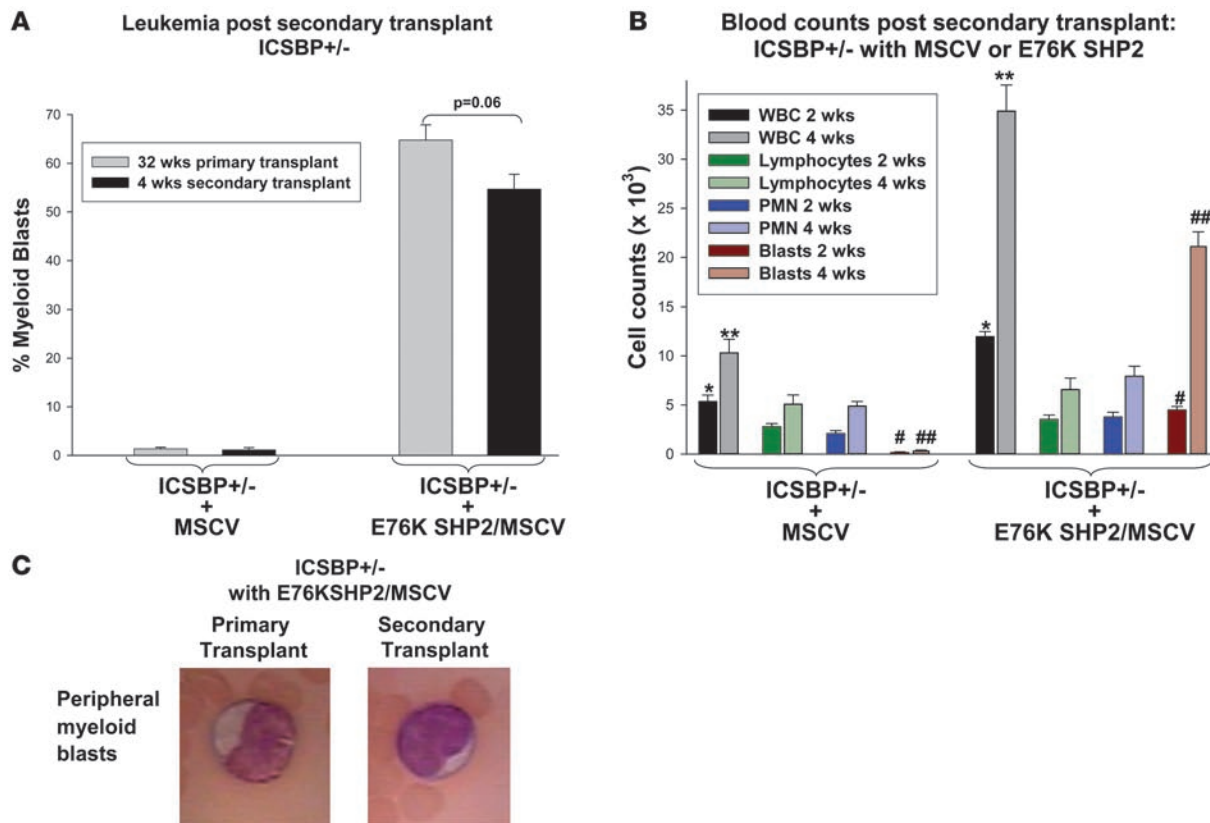 A
Leukemia post secondary transplant
ICSBP+/-
% Myeloid Blasts
70
60
50
40
30
20
10
0
32 wks primary transplant
4 wks secondary transplant
p=0.06
ICSBP+/-
+
MSCV
ICSBP+/-
+
E76K SHP2/MSCV
B
Blood counts post secondary transplant:
ICSBP+/- with MSCV or E76K SHP2
Cell counts (x 10³)
35
30
25
20
15
10
5
0
WBC 2 wks
WBC 4 wks
Lymphocytes 2 wks
Lymphocytes 4 wks
PMN 2 wks
PMN 4 wks
Blasts 2 wks
Blasts 4 wks
*
**
#
##
*
**
#
##
ICSBP+/-
+
MSCV
ICSBP+/-
+
E76K SHP2/MSCV
C
ICSBP+/-
with E76KSHP2/MSCV
Primary
Transplant
Secondary
Transplant
Peripheral
myeloid
blasts